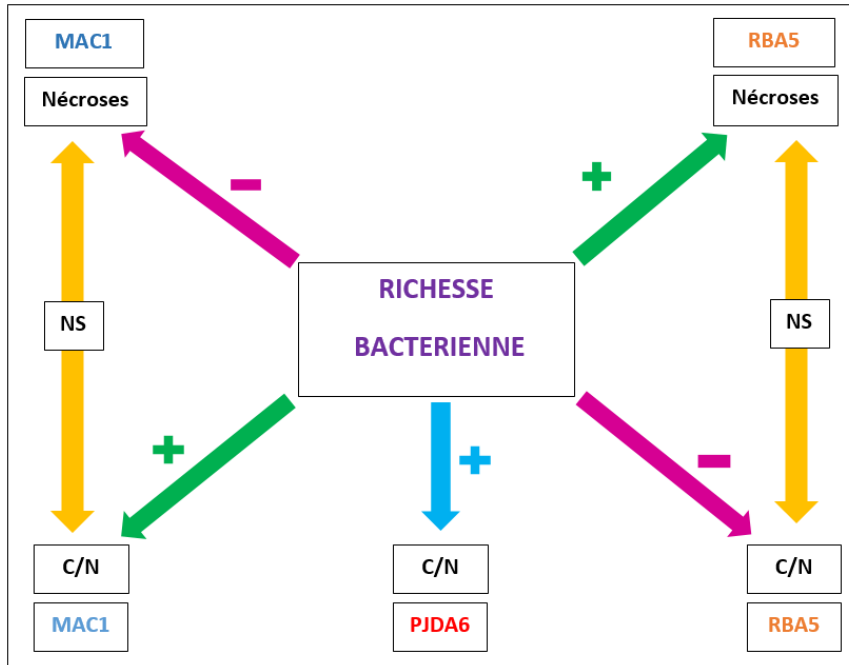 MAC1
RBA5
Nécroses
Nécroses
−
+
RICHESSE
BACTERIENNE
NS
NS
+
+
−
C/N
C/N
C/N
MAC1
PJDA6
RBA5